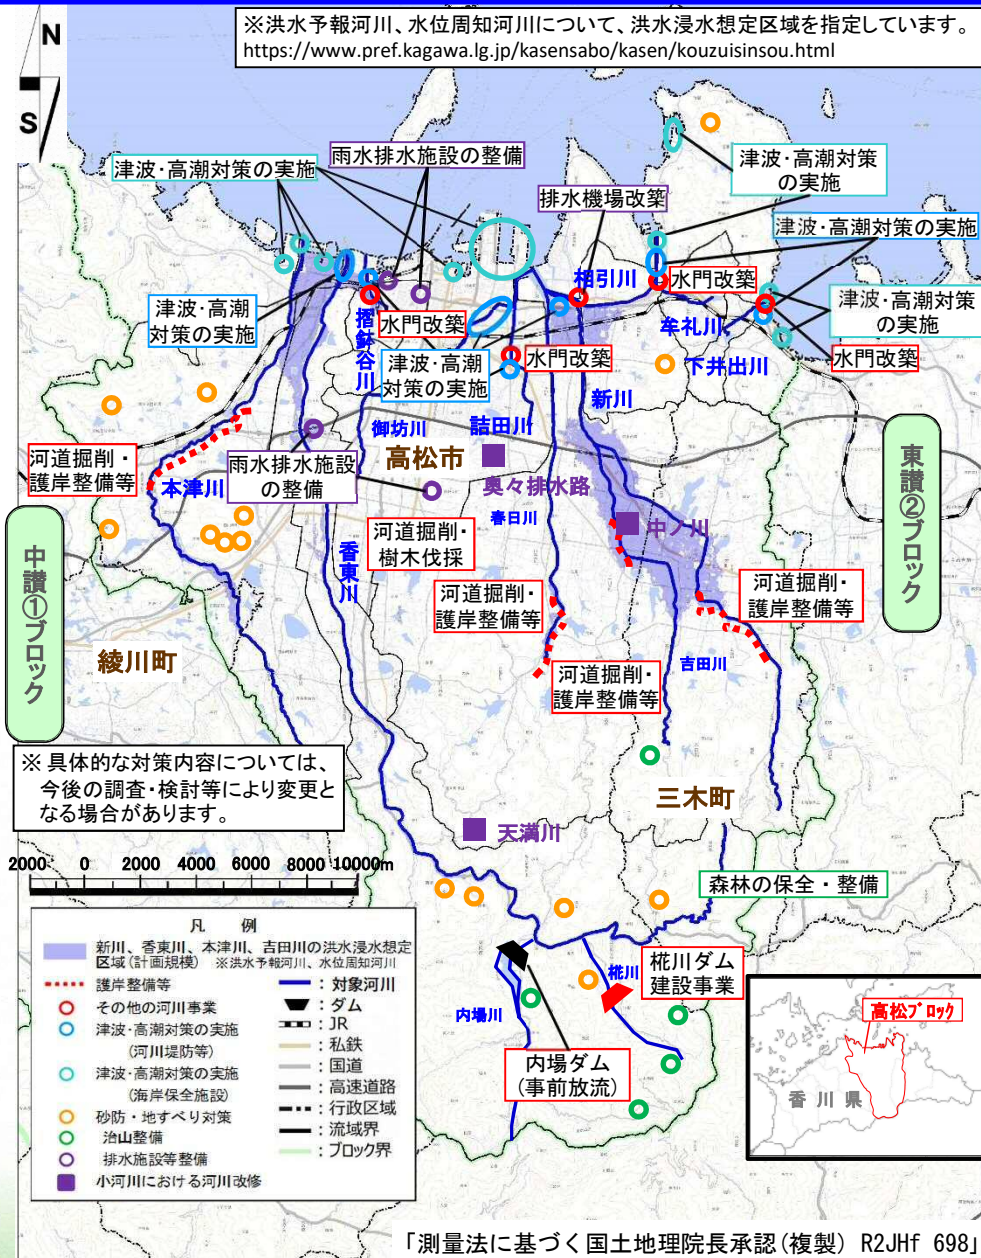 ※洪水予報河川、水位周知河川について、洪水浸水想定区域を指定しています。
https://www.pref.kagawa.lg.jp/kasensabo/kasen/kouzuisinsou.html
N
S
津波・高潮対策の実施
雨水排水施設の整備
排水機場改築
津波・高潮対策
の実施
津波・高潮対策の実施
相引川
水門改築
津波・高潮
対策の実施
摺鉢谷川
水門改築
津波・高潮
対策の実施
水門改築
牟礼川
下井出川
津波・高潮対策
の実施
水門改築
新川
御坊川
詰田川
高松市
奥々排水路
河道掘削・
護岸整備等
本津川
雨水排水施設
の整備
春日川
中ノ川
東讃②ブロック
中讃①ブロック
香東川
河道掘削・
樹木伐採
河道掘削・
護岸整備等
河道掘削・
護岸整備等
河道掘削・
護岸整備等
吉田川
綾川町
三木町
※具体的な対策内容については、
今後の調査・検討等により変更と
なる場合があります。
天満川
2000 0 2000 4000 6000 8000 10000m
森林の保全・整備
椛川
椛川ダム
建設事業
内場川
内場ダム
(事前放流)
凡 例
新川、香東川、本津川、吉田川の洪水浸水想定
区域(計画規模) ※洪水予報河川、水位周知河川
護岸整備等
その他の河川事業
津波・高潮対策の実施
(河川堤防等)
津波・高潮対策の実施
(海岸保全施設)
砂防・地すべり対策
治山整備
排水施設等整備
小河川における河川改修
：対象河川
：ダム
：JR
：私鉄
：国道
：高速道路
：行政区域
：流域界
：ブロック界
高松ブロック
香川県
「測量法に基づく国土地理院長承認(複製) R2JHf 698」